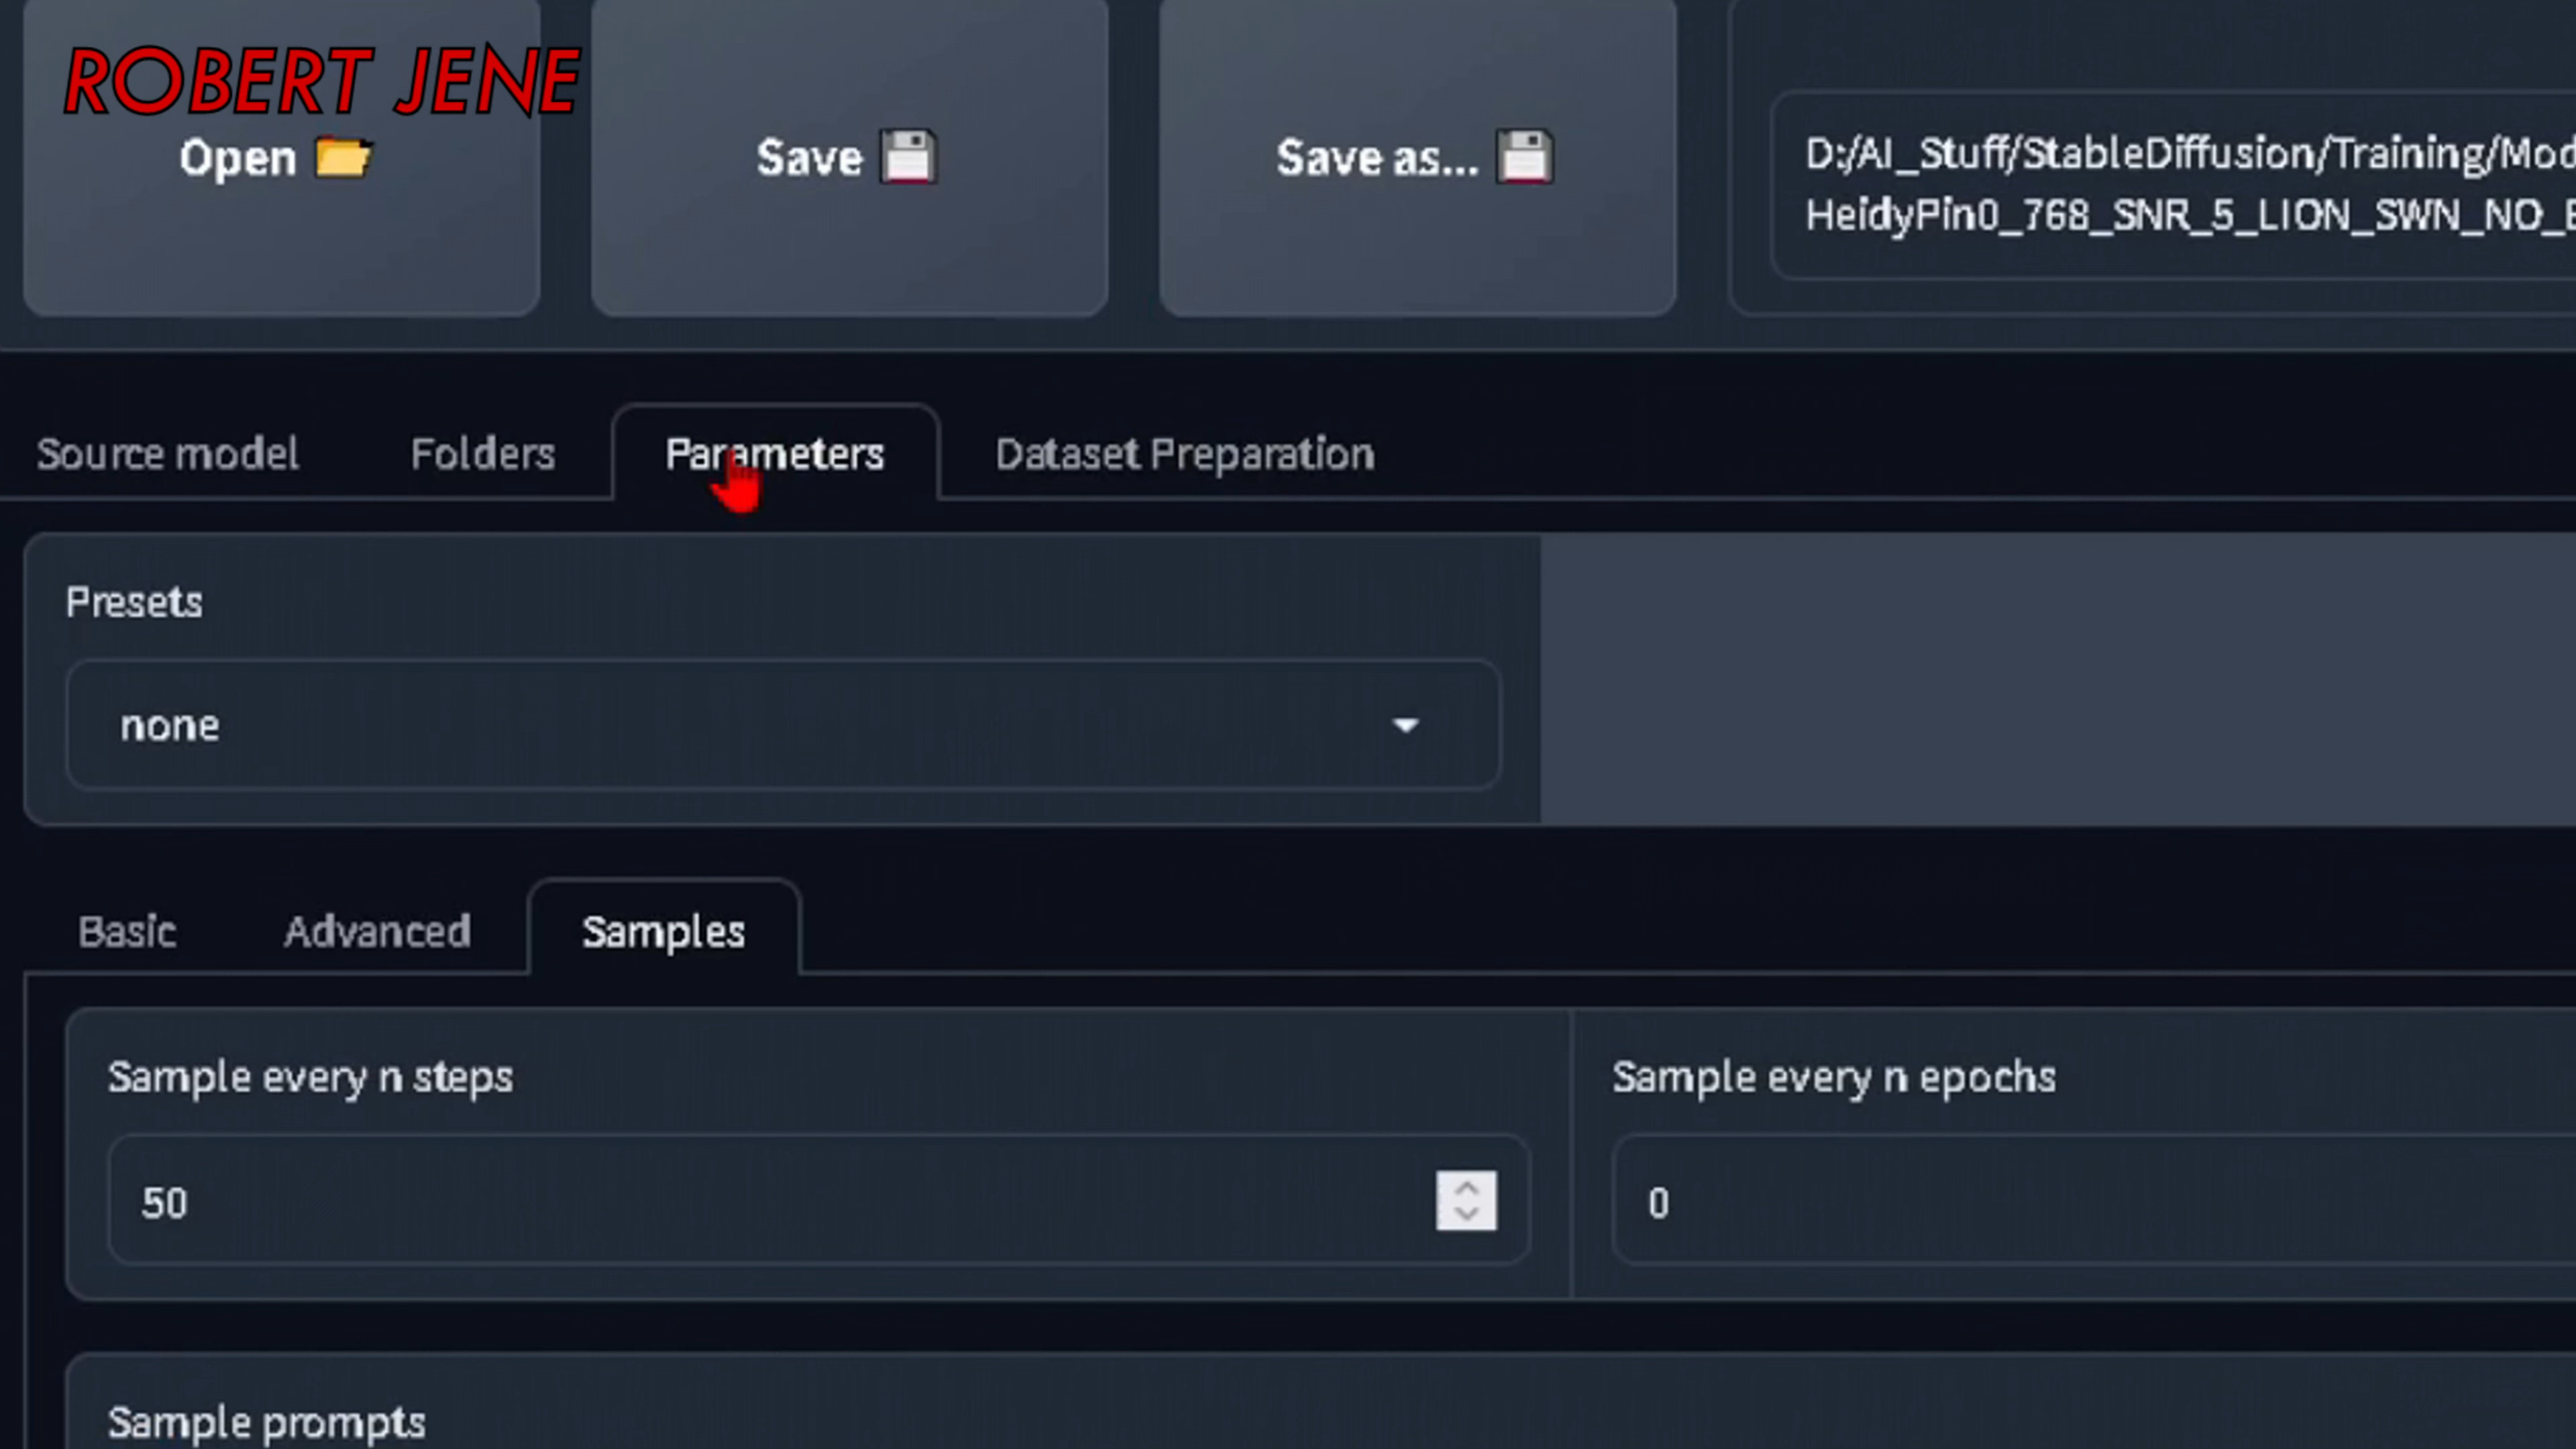 ROBERT JENE
Open
Save
Save as...
D:/AI_Stuff/StableDiffusion/Training/Mod
HeidyPin0_768_SNR_5_LION_SWN_NO_
Source model
Folders
Parameters
Dataset Preparation
Presets
none
Basic
Advanced
Samples
Sample every n steps
Sample every n epochs
50
0
Sample prompts